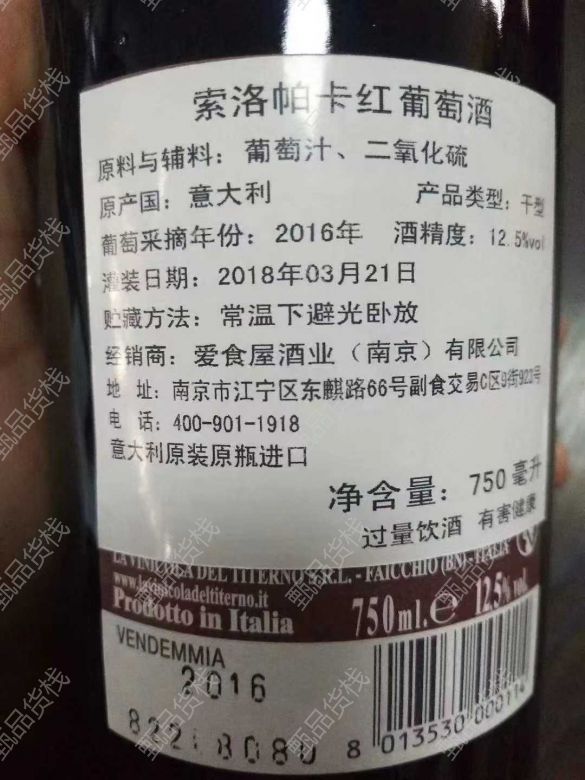 索洛帕卡红葡萄酒
原料与辅料：葡萄汁、二氧化硫
原产国：意大利 产品类型：干型
葡萄采摘年份：2016年 酒精度：12.5%vol
灌装日期：2018年03月21日
贮藏方法：常温下避光卧放
经销商：爱食屋酒业（南京）有限公司
地 址：南京市江宁区东麒路66号副食交易C区9街923号
电 话：400-901-1918
意大利原装原瓶进口
净含量：750毫升
过量饮酒 有害健康
LA VINICOLA DEL TITERNO S.R.L. - FAICCHIO (BN) - ITALIA
www.lavinicoladeltiterno.it
Prodotto in Italia 750ml.e 12,5% vol.
VENDEMMIA
2016
8 013530 000114
甄品货栈